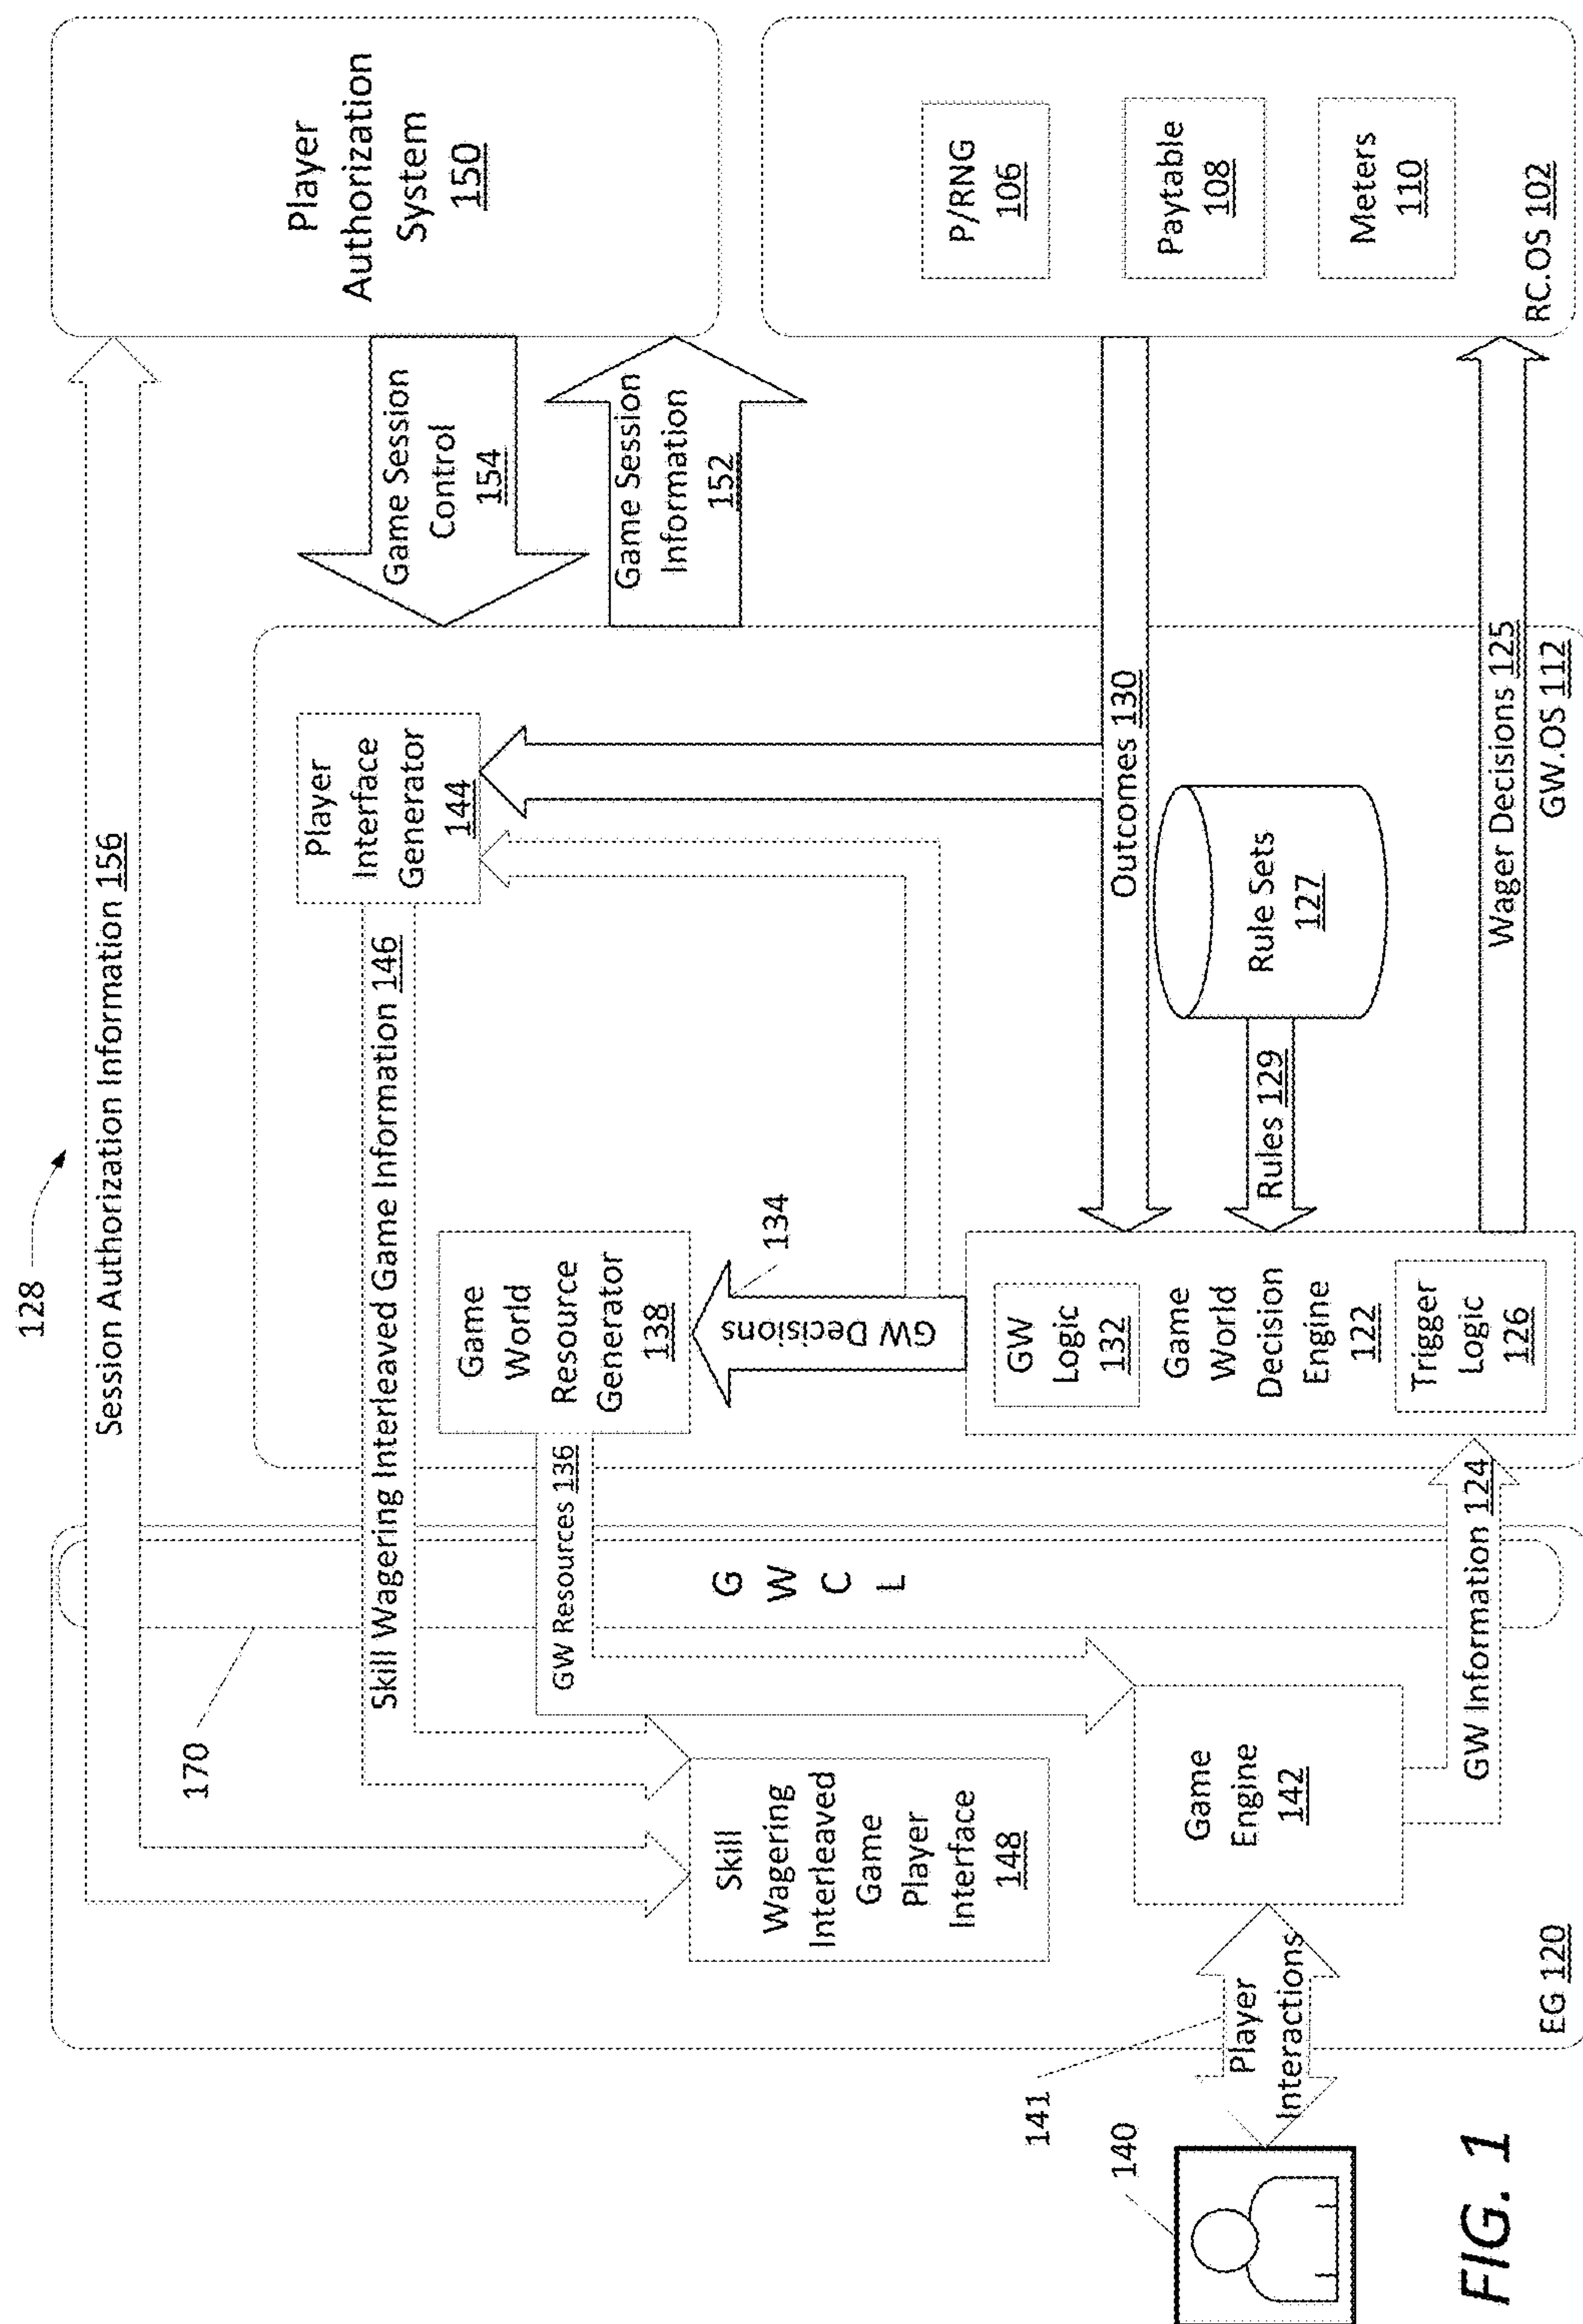 128
Session Authorization Information 156
Player
Authorization
System
150
Game Session
Control
154
Game Session
Information
152
Player
Interface
Generator
144
Skill Wagering Interleaved Game Information 146
170
GW Resources 136
Game
World
Resource
Generator
138
134
GW Decisions
G
W
C
L
Skill
Wagering
Interleaved
Game
Player
Interface
148
P/RNG
106
Paytable
108
Meters
110
RC.OS 102
Outcomes 130
Rule Sets
127
Rules 129
GW
Logic
132
Game
World
Decision
Engine
122
Trigger
Logic
126
Wager Decisions 125
GW.OS 112
Game
Engine
142
GW Information 124
Player
Interactions
141
140
EG 120
FIG. 1